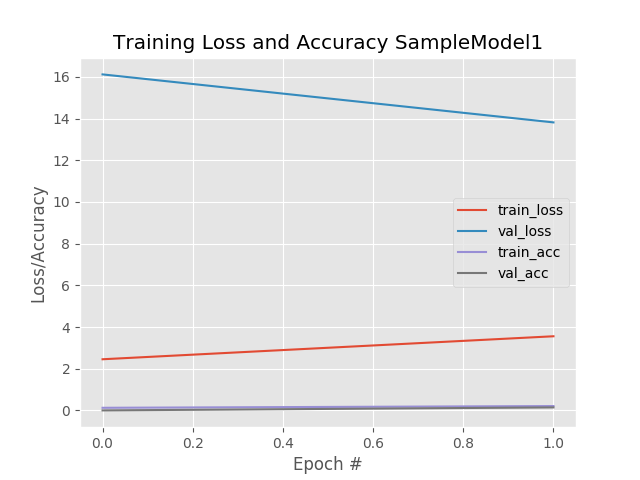 Training Loss and Accuracy SampleModel1
16
14
12
10
8
6
4
2
0
Loss/Accuracy
train_loss
val_loss
train_acc
val_acc
0.0 0.2 0.4 0.6 0.8 1.0
Epoch #